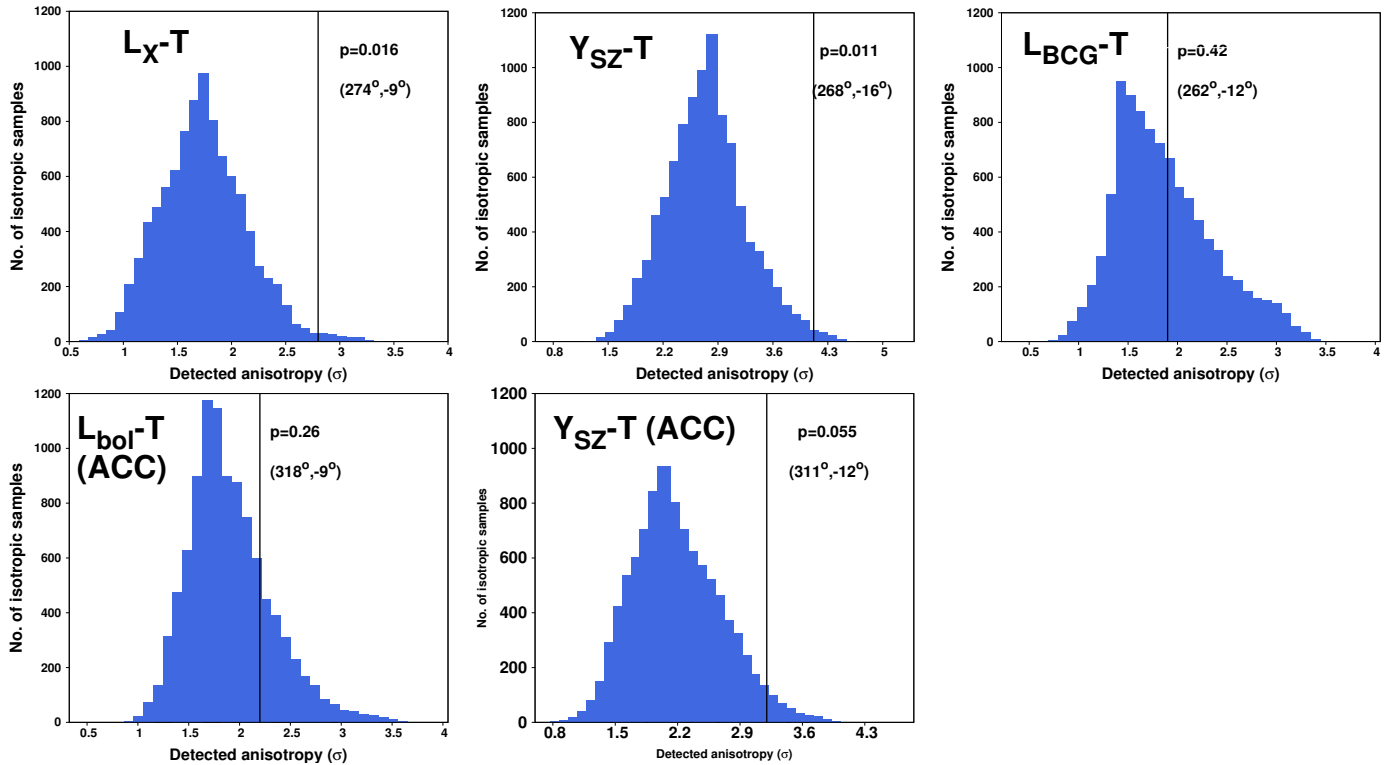 L_X-T
p=0.016
(274°,-9°)
No. of isotropic samples
1200
1000
800
600
400
200
0
0.5 1 1.5 2 2.5 3 3.5 4
Detected anisotropy (σ)
Y_SZ-T
p=0.011
(268°,-16°)
No. of isotropic samples
1200
1000
800
600
400
200
0
0.8 1.5 2.2 2.9 3.6 4.3 5
Detected anisotropy (σ)
L_BCG-T
p=0.42
(262°,-12°)
No. of isotropic samples
1200
1000
800
600
400
200
0
0.5 1 1.5 2 2.5 3 3.5 4
Detected anisotropy (σ)
L_bol-T
(ACC)
p=0.26
(318°,-9°)
No. of isotropic samples
1200
1000
800
600
400
200
0
0.5 1 1.5 2 2.5 3 3.5 4
Detected anisotropy (σ)
Y_SZ-T (ACC)
p=0.055
(311°,-12°)
No. of isotropic samples
1200
1000
800
600
400
200
0
0.8 1.5 2.2 2.9 3.6 4.3
Detected anisotropy (σ)